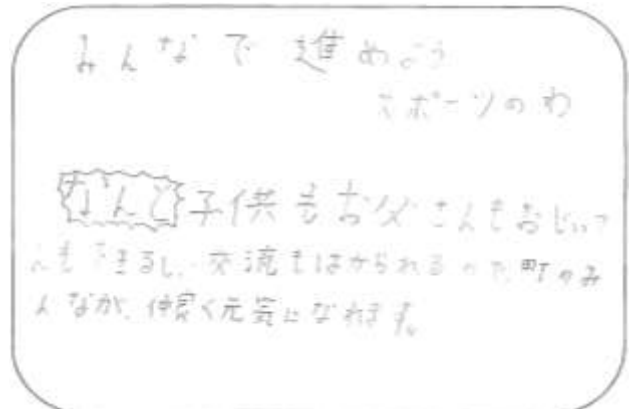 みんなで進めよう
スポーツのわ
なんと子供もお父さんもおじいさ
んもできるし、交流もはかられるので、町のみ
んなが、仲良く元気になれます。